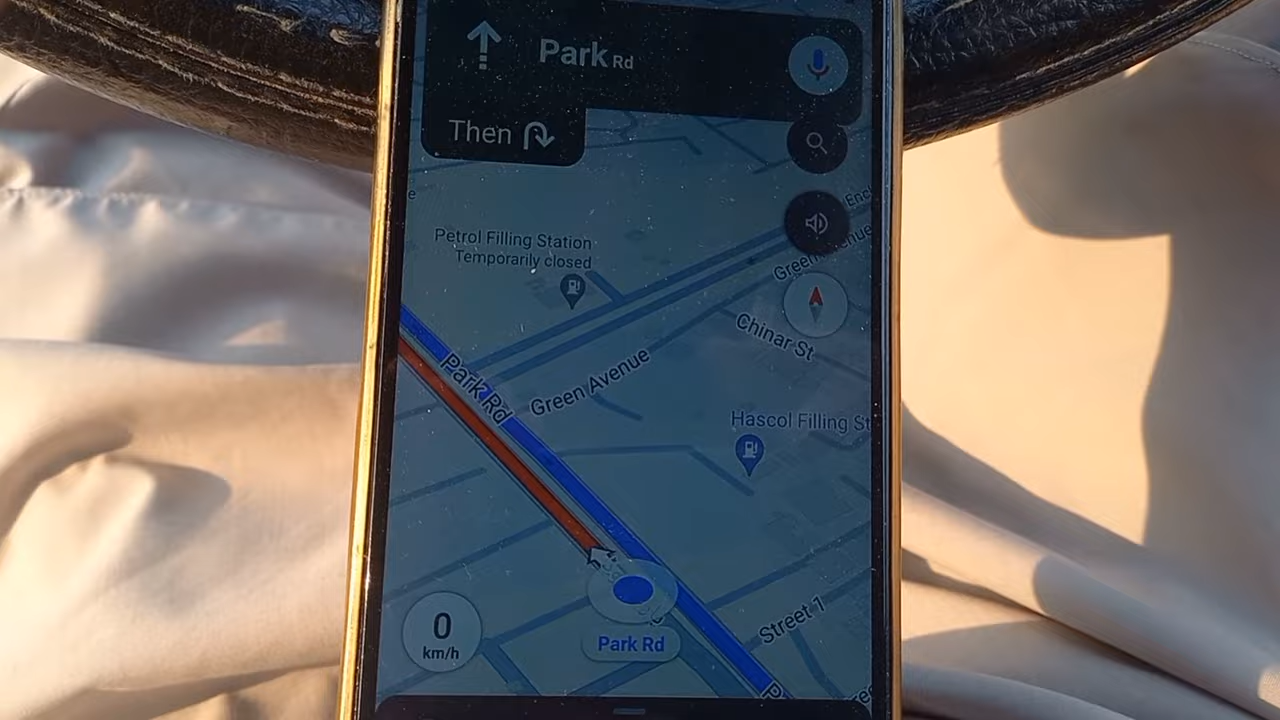 Park Rd
Then
Petrol Filling Station
Temporarily closed
Green Avenue
Chinar St
Park Rd
Green Avenue
Hascol Filling St
Street 1
0
km/h
Park Rd